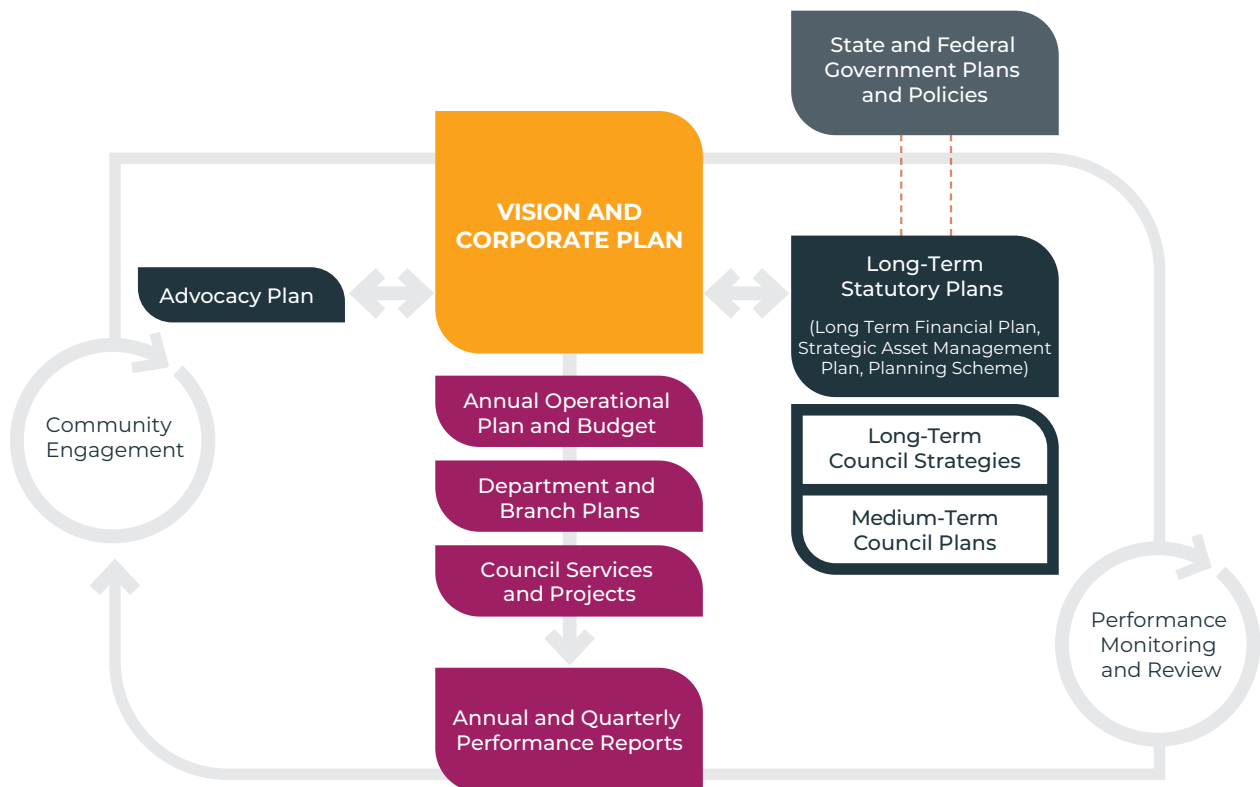 State and Federal
Government Plans
and Policies
VISION AND
CORPORATE PLAN
Advocacy Plan
Long-Term
Statutory Plans
(Long Term Financial Plan,
Strategic Asset Management
Plan, Planning Scheme)
Annual Operational
Plan and Budget
Long-Term
Council Strategies
Community
Engagement
Department and
Branch Plans
Medium-Term
Council Plans
Council Services
and Projects
Performance
Monitoring
and Review
Annual and Quarterly
Performance Reports